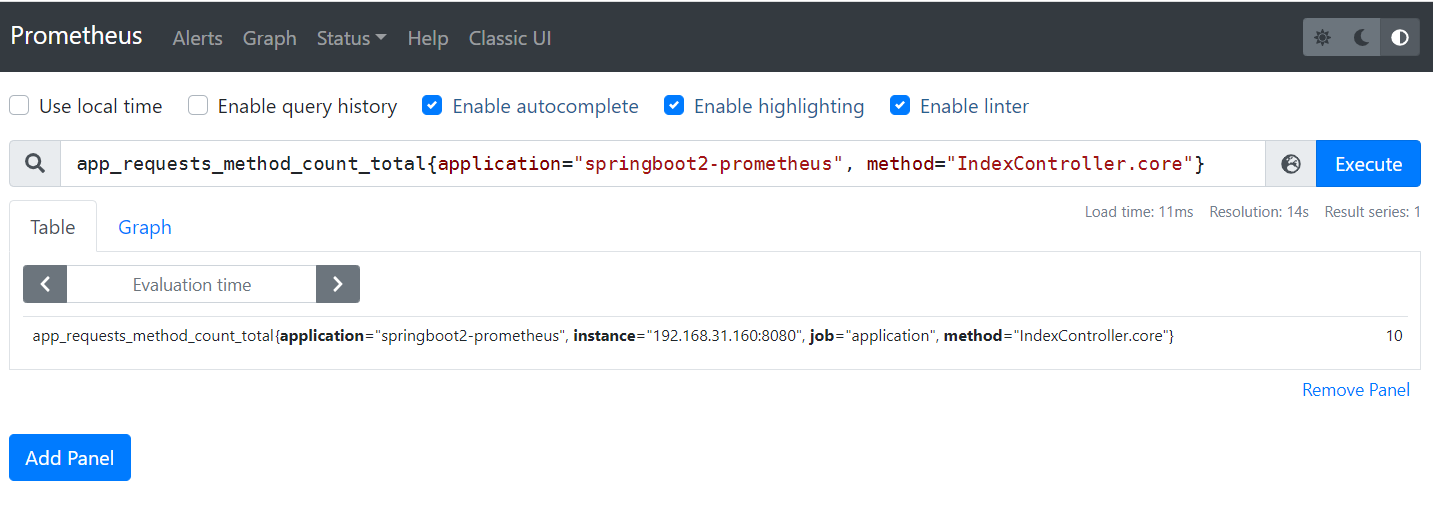 Prometheus Alerts Graph Status Help Classic UI
Use local time Enable query history Enable autocomplete Enable highlighting Enable linter
app_requests_method_count_total{application="springboot2-prometheus", method="IndexController.core"} Execute
Load time: 11ms Resolution: 14s Result series: 1
Table Graph
Evaluation time
app_requests_method_count_total{application="springboot2-prometheus", instance="192.168.31.160:8080", job="application", method="IndexController.core"} 10
Remove Panel
Add Panel